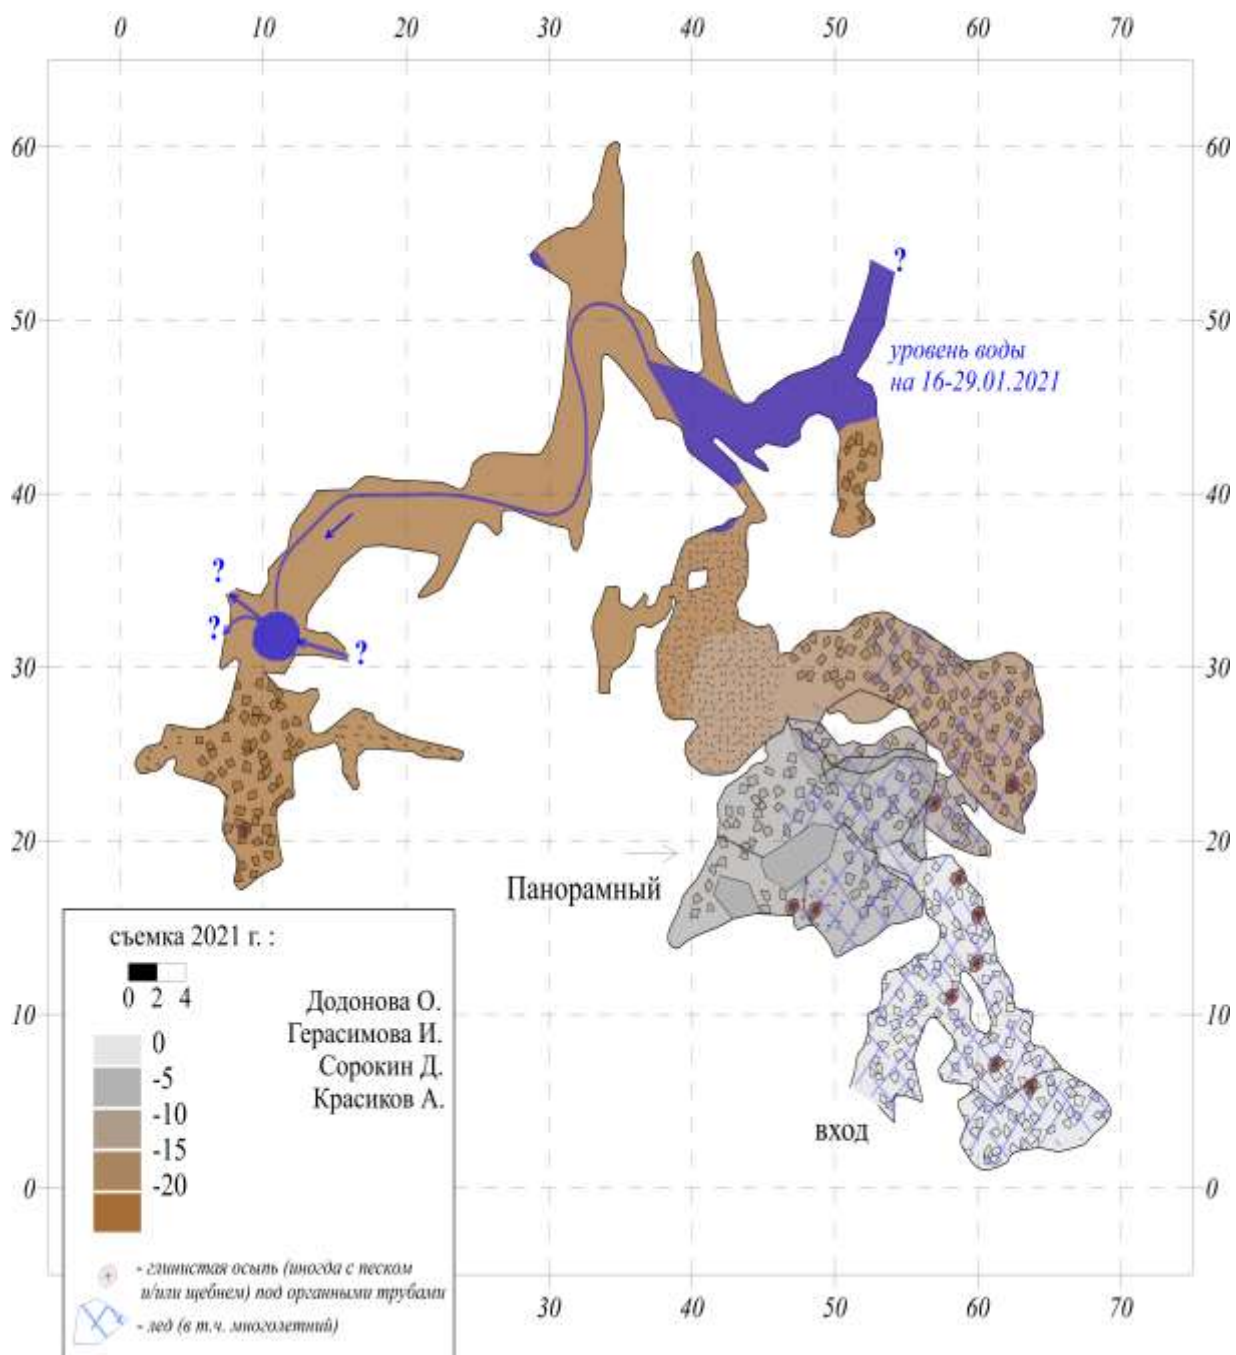 0 10 20 30 40 50 60 70
60 60
?
50 50
уровень воды
на 16-29.01.2021
40 40
?
?
?
30 30
20 20
Панорамный
съемка 2021 г. :
0 2 4
Додонова О.
Герасимова И.
Сорокин Д.
Красиков А.
0
-5
-10
-15
-20
10 10
вход
0 0
- глинистая осыпь (иногда с песком
и/или щебнем) под органными трубами
- лед (в т.ч. многолетний)
30 40 50 60 70